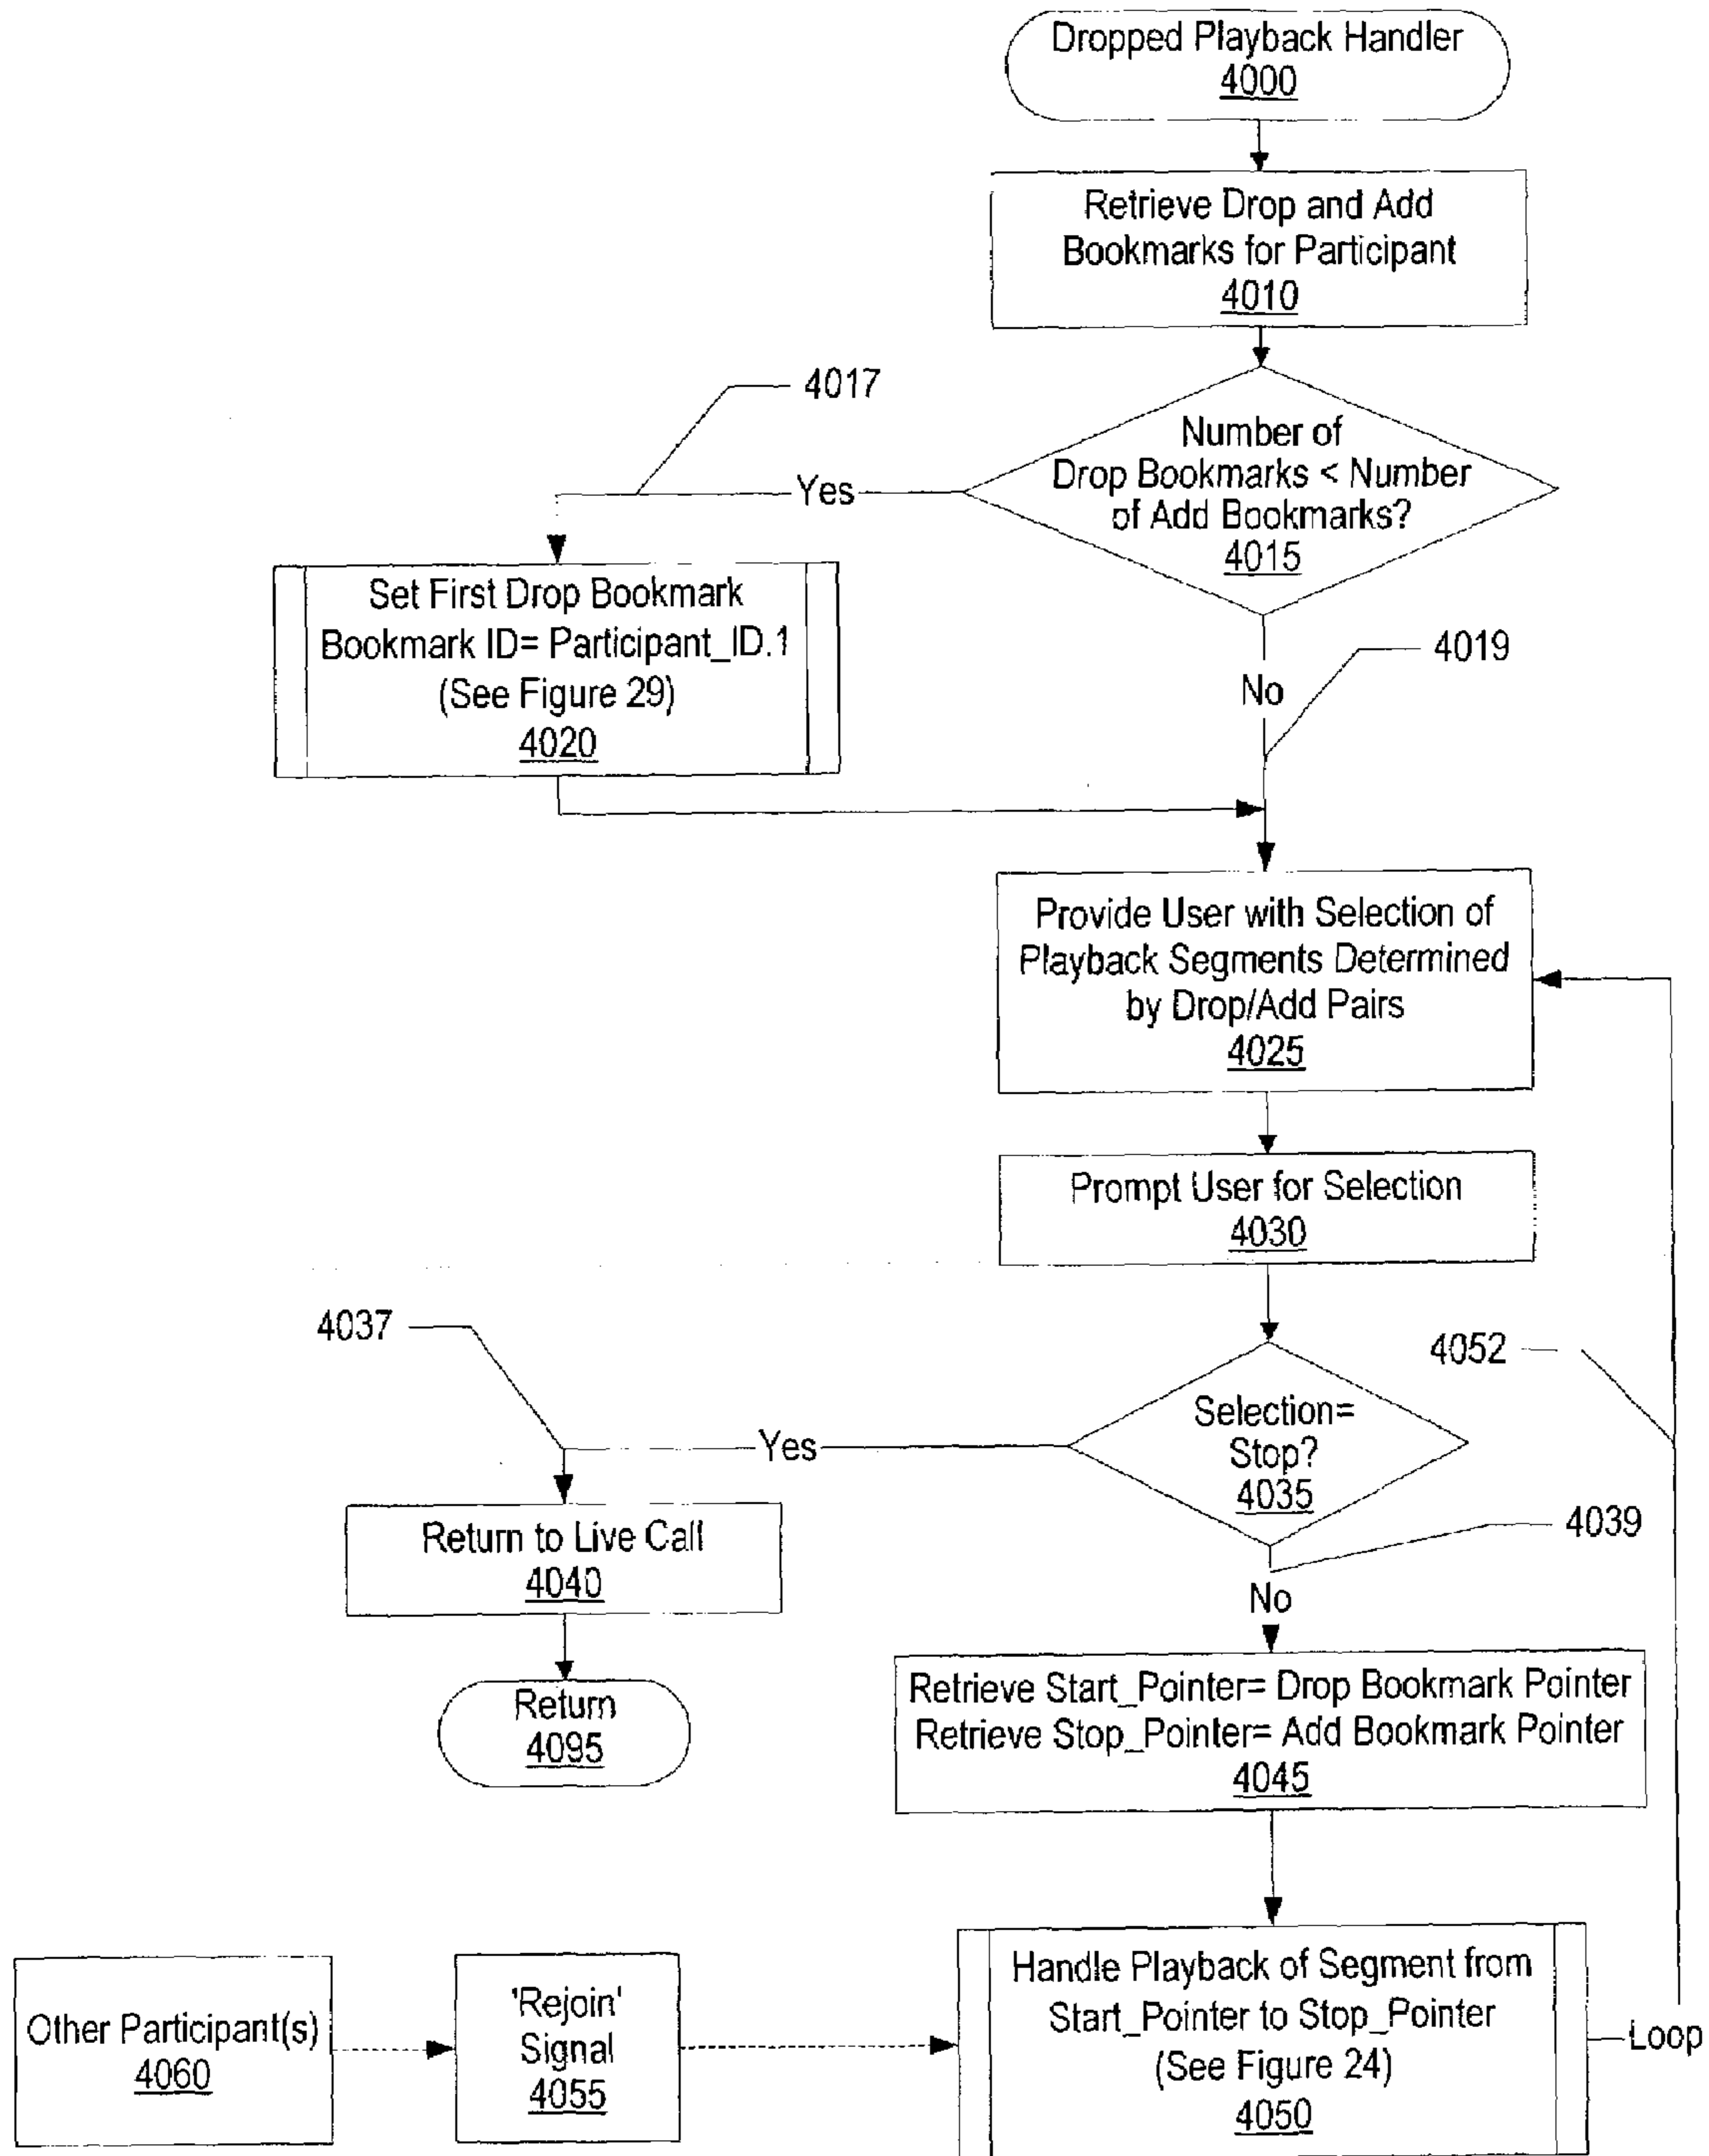 Dropped Playback Handler
4000
Retrieve Drop and Add
Bookmarks for Participant
4010
4017
Number of
Drop Bookmarks < Number
of Add Bookmarks?
4015
Yes
Set First Drop Bookmark
Bookmark ID= Participant_ID.1
(See Figure 29)
4020
4019
No
Provide User with Selection of
Playback Segments Determined
by Drop/Add Pairs
4025
Prompt User for Selection
4030
4037
4052
Selection=
Stop?
4035
Yes
4039
Return to Live Call
4040
No
Return
4095
Retrieve Start_Pointer= Drop Bookmark Pointer
Retrieve Stop_Pointer= Add Bookmark Pointer
4045
Other Participant(s)
4060
'Rejoin'
Signal
4055
Handle Playback of Segment from
Start_Pointer to Stop_Pointer
(See Figure 24)
4050
Loop